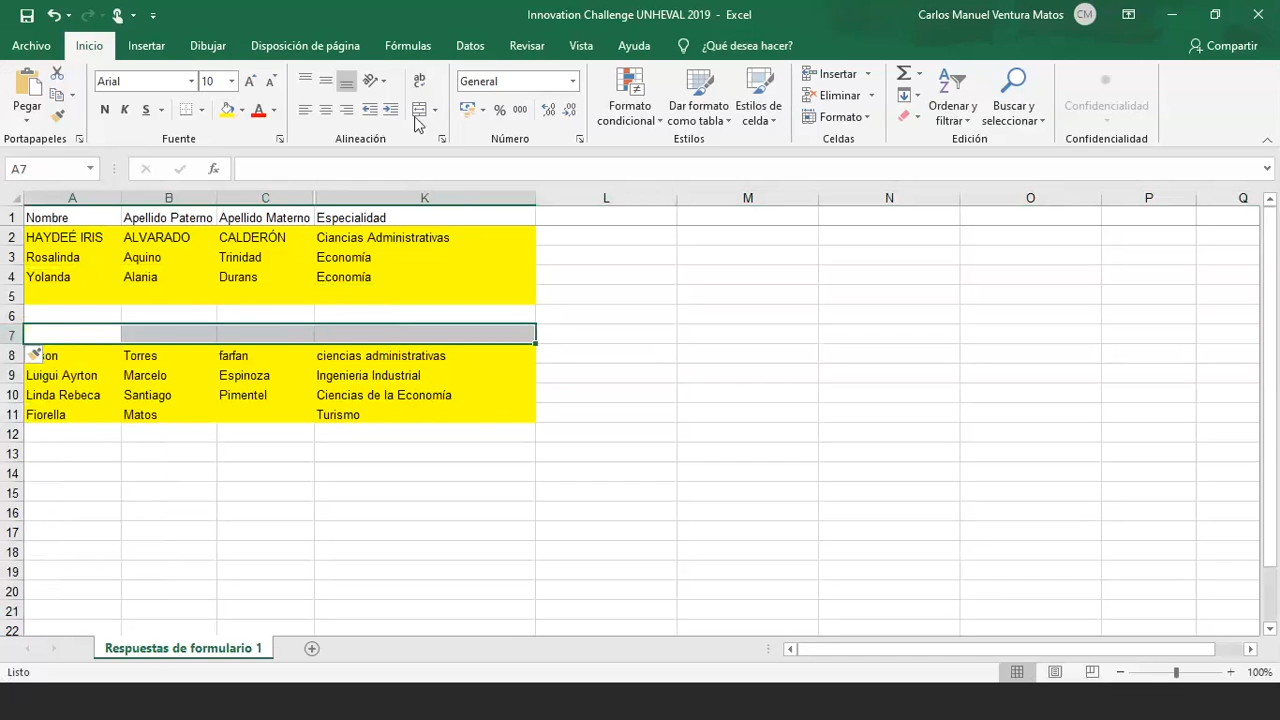 Innovation Challenge UNHEVAL 2019 - Excel
Carlos Manuel Ventura Matos CM
Archivo Inicio Insertar Dibujar Disposición de página Fórmulas Datos Revisar Vista Ayuda ¿Qué desea hacer? Compartir
Pegar
Arial 10
N K S
ab
General
% 000
Formato condicional
Dar formato como tabla
Estilos de celda
Insertar
Eliminar
Formato
Ordenar y filtrar
Buscar y seleccionar
Confidencialidad
Portapapeles Fuente Alineación Número Estilos Celdas Edición Confidencialidad
A7 fx
A B C K L M N O P Q
1 Nombre Apellido Paterno Apellido Materno Especialidad
2 HAYDEÉ IRIS ALVARADO CALDERÓN Ciancias Administrativas
3 Rosalinda Aquino Trinidad Economía
4 Yolanda Alania Durans Economía
5
6
7
8 son Torres farfan ciencias administrativas
9 Luigui Ayrton Marcelo Espinoza Ingenieria Industrial
10 Linda Rebeca Santiago Pimentel Ciencias de la Economía
11 Fiorella Matos Turismo
12
13
14
15
16
17
18
19
20
21
22
Respuestas de formulario 1
Listo
100%